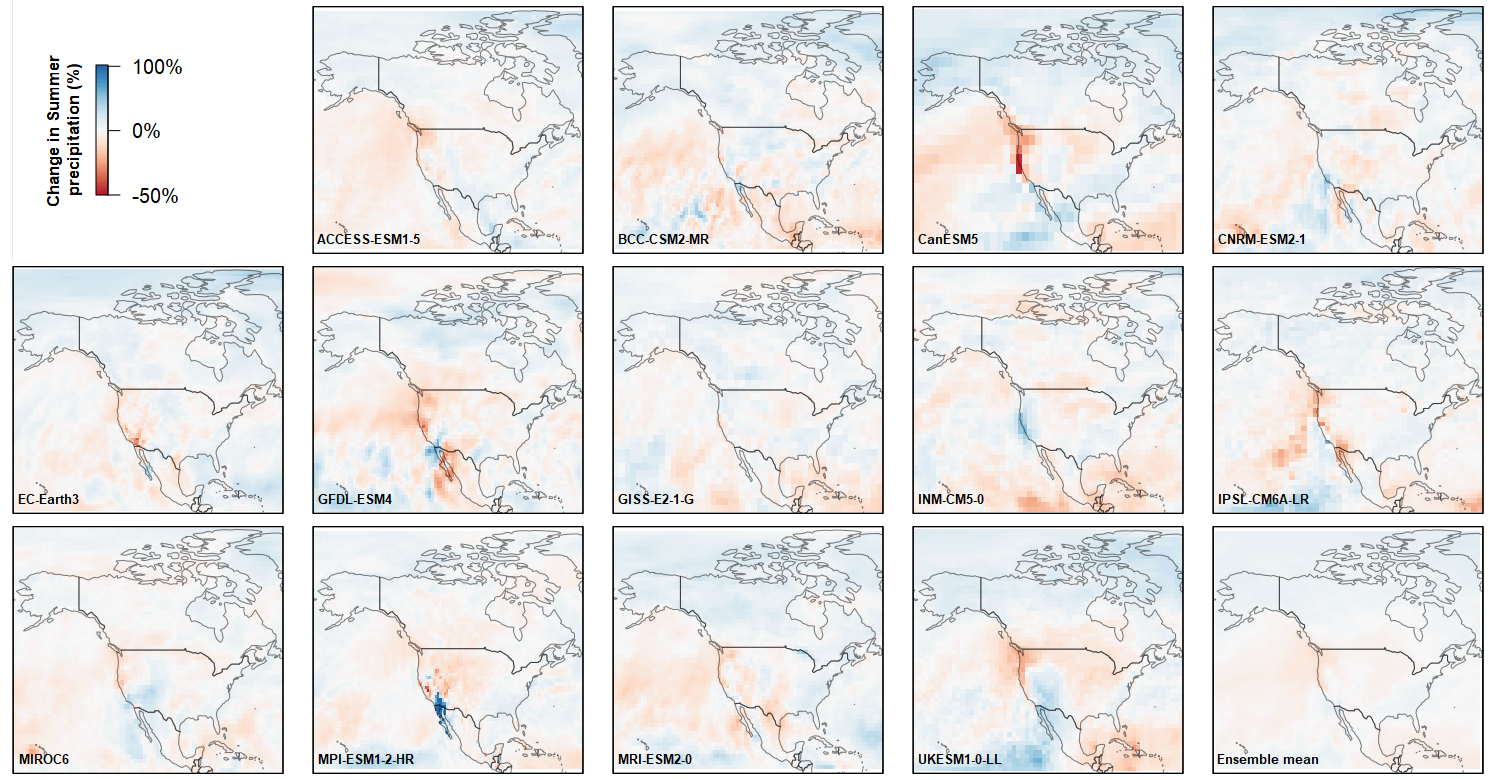 Change in Summer
precipitation (%)
100%
0%
-50%
ACCESS-ESM1-5
BCC-CSM2-MR
CanESM5
CNRM-ESM2-1
EC-Earth3
GFDL-ESM4
GISS-E2-1-G
INM-CM5-0
IPSL-CM6A-LR
MIROC6
MPI-ESM1-2-HR
MRI-ESM2-0
UKESM1-0-LL
Ensemble mean